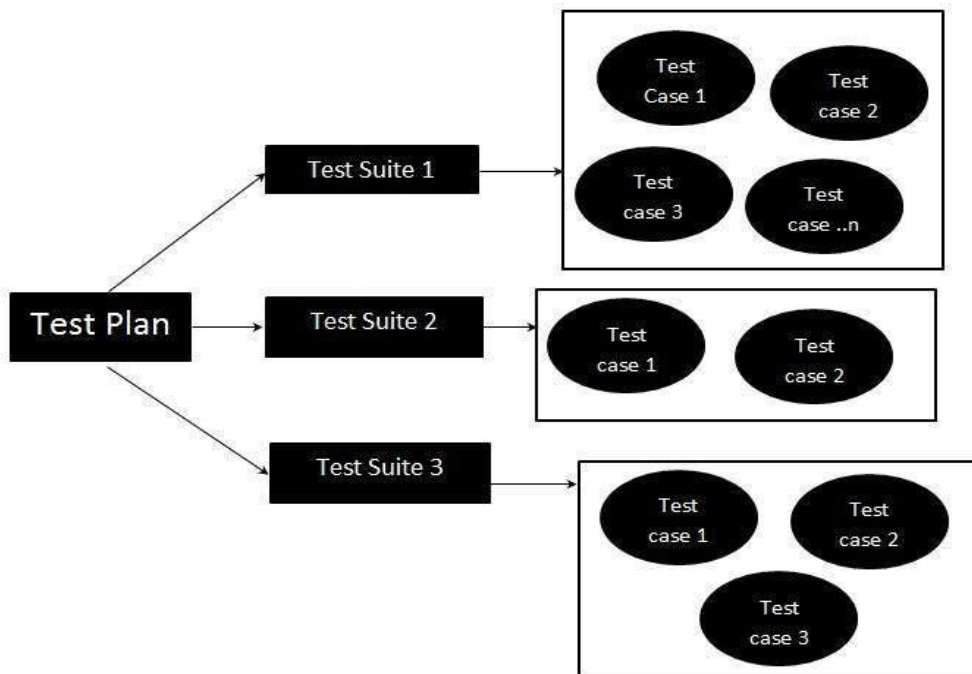 Test
Case 1
Test
case 2
Test Suite 1
Test
case 3
Test
case ..n
Test Plan
Test Suite 2
Test
case 1
Test
case 2
Test Suite 3
Test
case 1
Test
case 2
Test
case 3